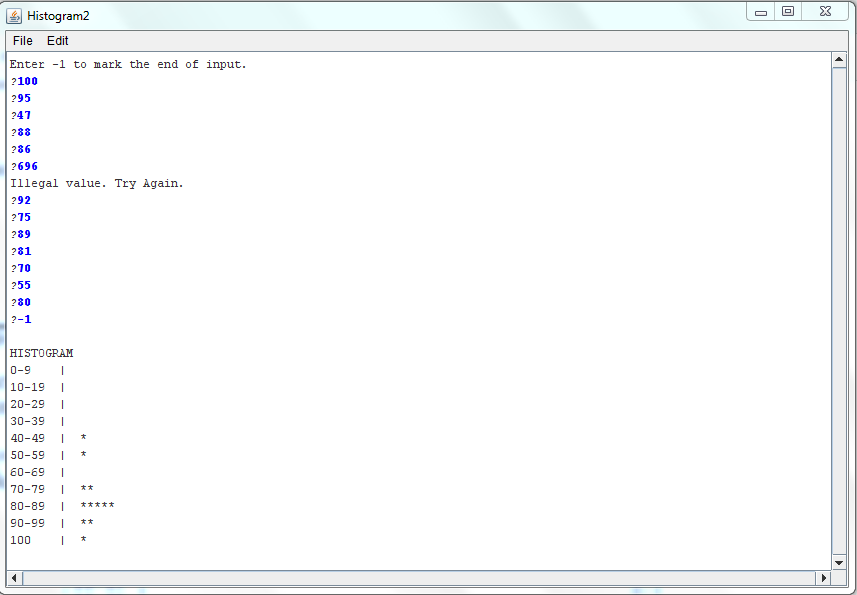 Histogram2
File Edit
Enter -1 to mark the end of input.
?100
?95
?47
?88
?86
?696
Illegal value. Try Again.
?92
?75
?89
?81
?70
?55
?80
?-1
HISTOGRAM
0-9 |
10-19 |
20-29 |
30-39 |
40-49 | *
50-59 | *
60-69 |
70-79 | **
80-89 | *****
90-99 | **
100 | *